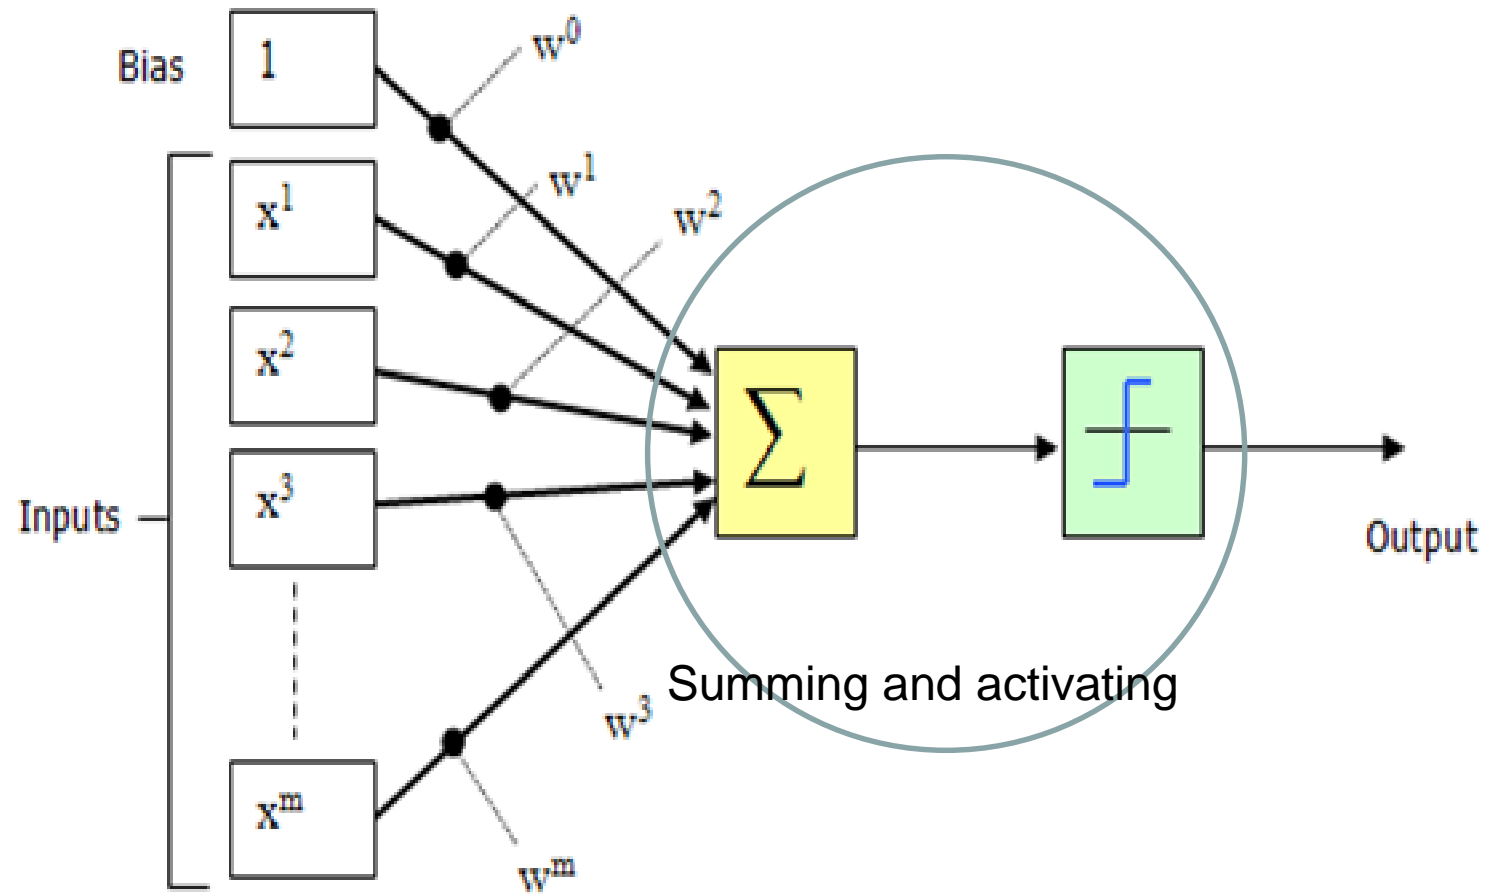 Bias
1
w⁰
x¹
w¹
x²
w²
x³
w³
Inputs
∑
Output
Summing and activating
xᵐ
wᵐ